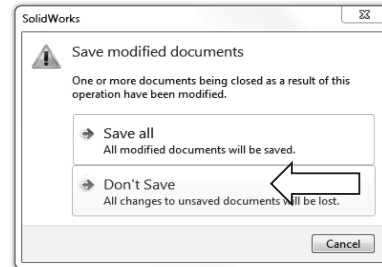 SolidWorks
Save modified documents
One or more documents being closed as a result of this
operation have been modified.
Save all
All modified documents will be saved.
Don't Save
All changes to unsaved documents will be lost.
Cancel